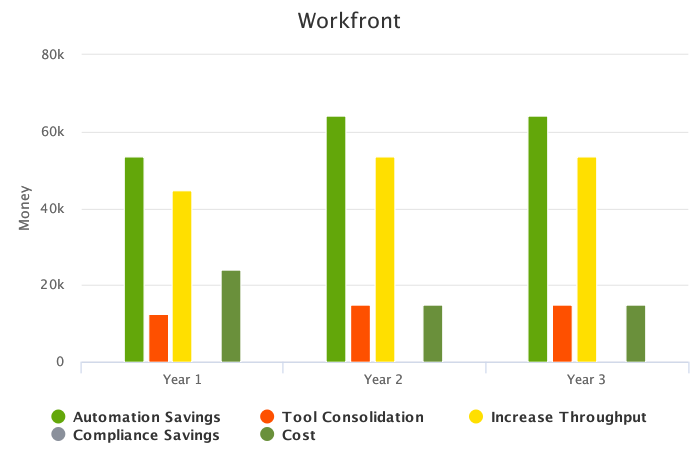 Workfront
80k
60k
40k
20k
0
Money
Year 1 Year 2 Year 3
Automation Savings Tool Consolidation Increase Throughput
Compliance Savings Cost